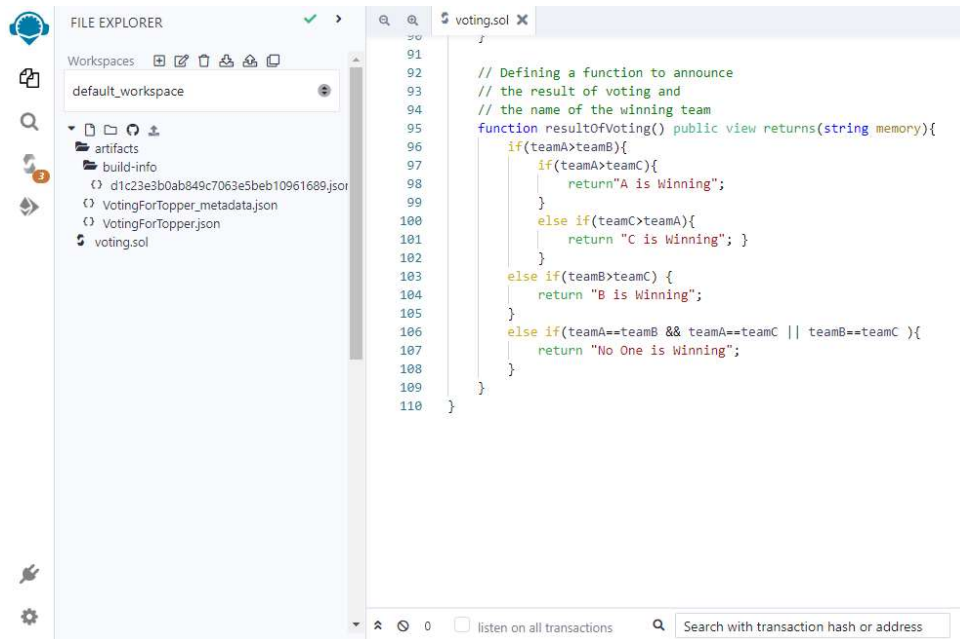 FILE EXPLORER
Workspaces
default_workspace
artifacts
build-info
d1c23e3b0ab849c7063e5beb10961689.json
VotingForTopper_metadata.json
VotingForTopper.json
voting.sol
3
voting.sol
90 }
91
92 // Defining a function to announce
93 // the result of voting and
94 // the name of the winning team
95 function resultOfVoting() public view returns(string memory){
96 if(teamA>teamB){
97 if(teamA>teamC){
98 return"A is Winning";
99 }
100 else if(teamC>teamA){
101 return "C is Winning"; }
102 }
103 else if(teamB>teamC) {
104 return "B is Winning";
105 }
106 else if(teamA==teamB && teamA==teamC || teamB==teamC ){
107 return "No One is Winning";
108 }
109 }
110 }
0 listen on all transactions Search with transaction hash or address